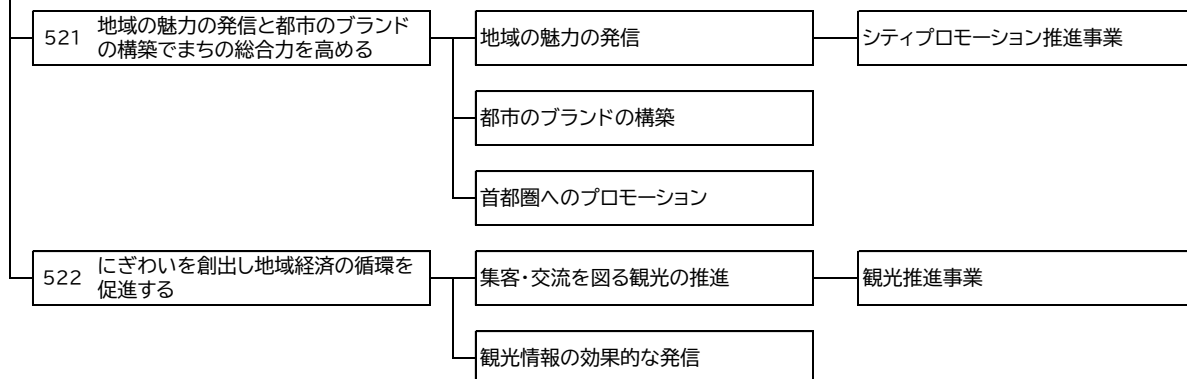 521 地域の魅力の発信と都市のブランド
の構築でまちの総合力を高める
地域の魅力の発信
シティプロモーション推進事業
都市のブランドの構築
首都圏へのプロモーション
522 にぎわいを創出し地域経済の循環を
促進する
集客・交流を図る観光の推進
観光推進事業
観光情報の効果的な発信